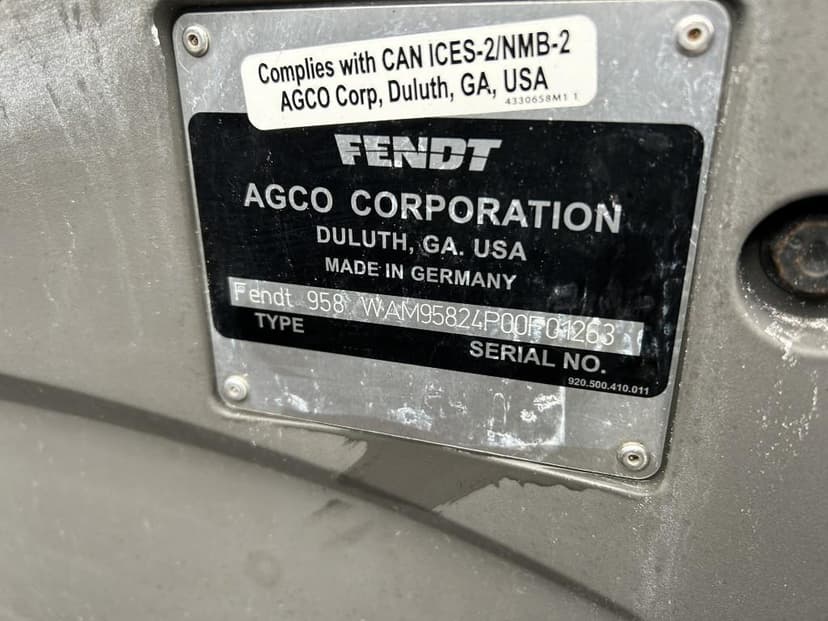 Complies with CAN ICES-2/NMB-2
AGCO Corp, Duluth, GA, USA
4330658M1 1
FENDT
AGCO CORPORATION
DULUTH, GA. USA
MADE IN GERMANY
Fendt 958 WAM95824P00F01263
TYPE SERIAL NO.
920.500.410.011